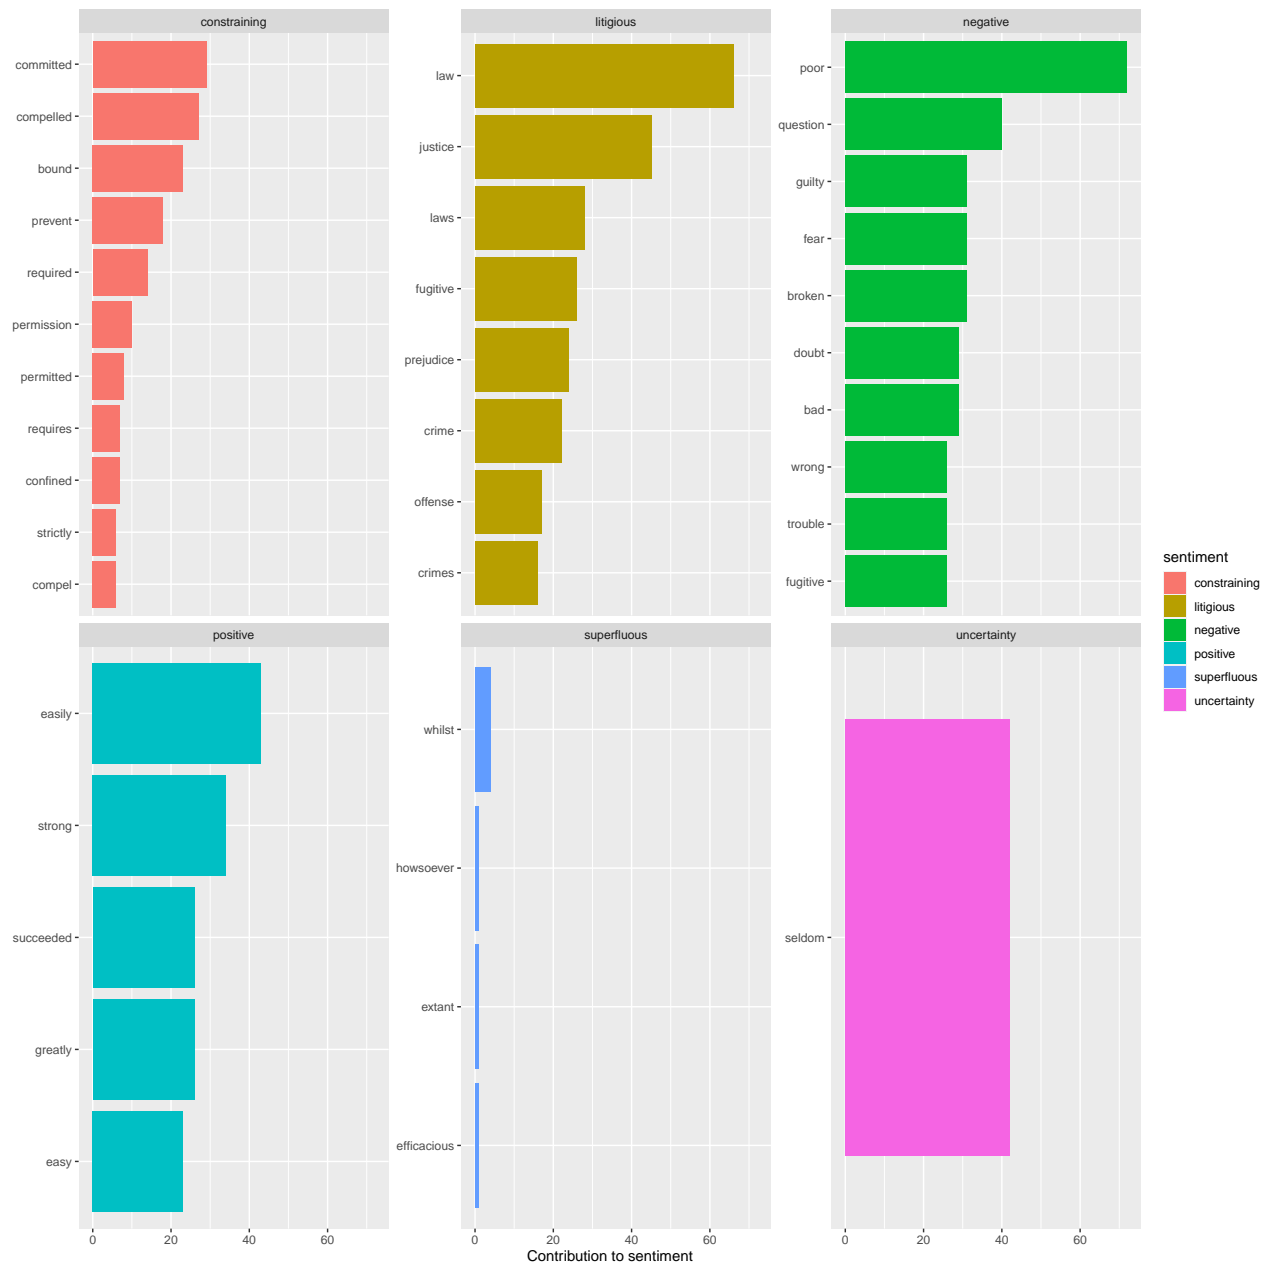 constraining
committed
compelled
bound
prevent
required
permission
permitted
requires
confined
strictly
compel
litigious
law
justice
laws
fugitive
prejudice
crime
offense
crimes
negative
poor
question
guilty
fear
broken
doubt
bad
wrong
trouble
fugitive
positive
easily
strong
succeeded
greatly
easy
0 20 40 60
superfluous
whilst
howsoever
extant
efficacious
0 20 40 60
uncertainty
seldom
0 20 40 60
Contribution to sentiment
sentiment
constraining
litigious
negative
positive
superfluous
uncertainty